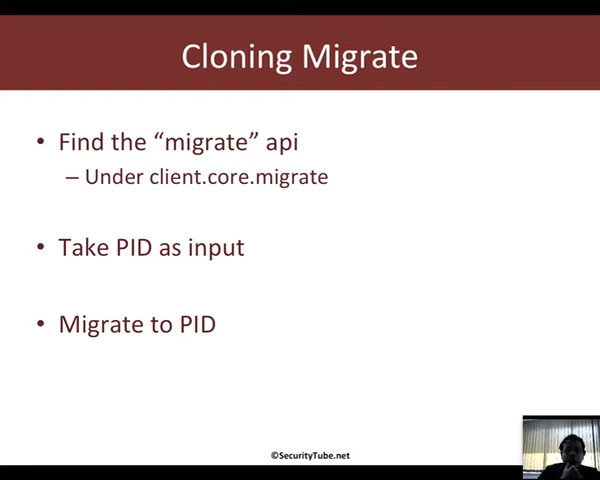 Cloning Migrate
• Find the “migrate” api
– Under client.core.migrate
• Take PID as input
• Migrate to PID
©SecurityTube.net